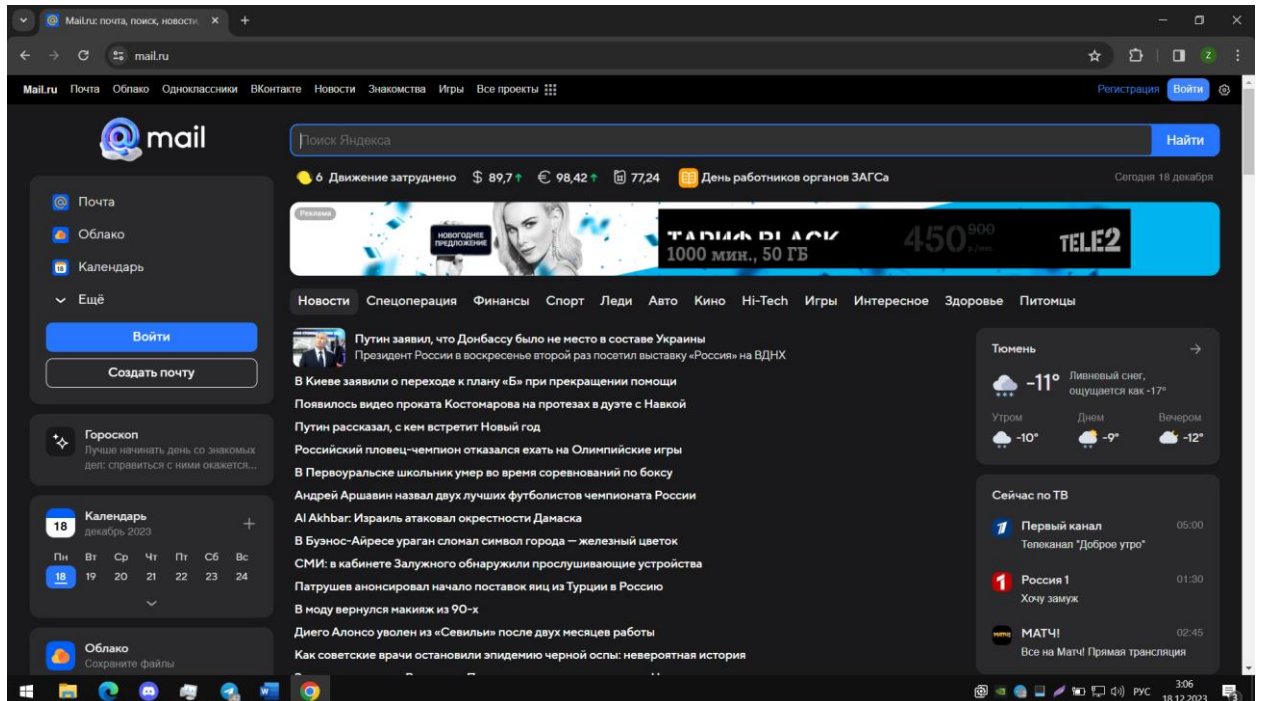 Mail.ru: почта, поиск, новости,
mail.ru
Z
Mail.ru Почта Облако Одноклассники ВКонтакте Новости Знакомства Игры Все проекты
Регистрация Войти
mail
Поиск Яндекса
Найти
6 Движение затруднено $ 89,7 € 98,42 77,24 День работников органов ЗАГСа
Сегодня 18 декабря
Почта
Облако
Календарь
Ещё
Войти
Создать почту
Реклама
НОВОГОДНЕЕ
ПРЕДЛОЖЕНИЕ
ТАРИФ BLACK
1000 мин., 50 ГБ
450 900
р./мес.
TELE2
Новости Спецоперация Финансы Спорт Леди Авто Кино Hi-Tech Игры Интересное Здоровье Питомцы
Путин заявил, что Донбассу было не место в составе Украины
Президент России в воскресенье второй раз посетил выставку «Россия» на ВДНХ
В Киеве заявили о переходе к плану «Б» при прекращении помощи
Появилось видео проката Костомарова на протезах в дуэте с Навкой
Путин рассказал, с кем встретит Новый год
Российский пловец-чемпион отказался ехать на Олимпийские игры
В Первоуральске школьник умер во время соревнований по боксу
Андрей Аршавин назвал двух лучших футболистов чемпионата России
Al Akhbar: Израиль атаковал окрестности Дамаска
В Буэнос-Айресе ураган сломал символ города — железный цветок
СМИ: в кабинете Залужного обнаружили прослушивающие устройства
Патрушев анонсировал начало поставок яиц из Турции в Россию
В моду вернулся макияж из 90-х
Диего Алонсо уволен из «Севильи» после двух месяцев работы
Как советские врачи остановили эпидемию черной оспы: невероятная история
Гороскоп
Лучше начинать день со знакомых
дел: справиться с ними окажется...
18
Календарь
декабрь 2023
Пн Вт Ср Чт Пт Сб Вс
18 19 20 21 22 23 24
Облако
Сохраните файлы
Тюмень
-11° Ливневый снег,
ощущается как -17°
Утром Днем Вечером
-10° -9° -12°
Сейчас по ТВ
Первый канал 05:00
Телеканал "Доброе утро"
Россия 1 01:30
Хочу замуж
МАТЧ! 02:45
Все на Матч! Прямая трансляция
РУС
3:06
18.12.2023
3